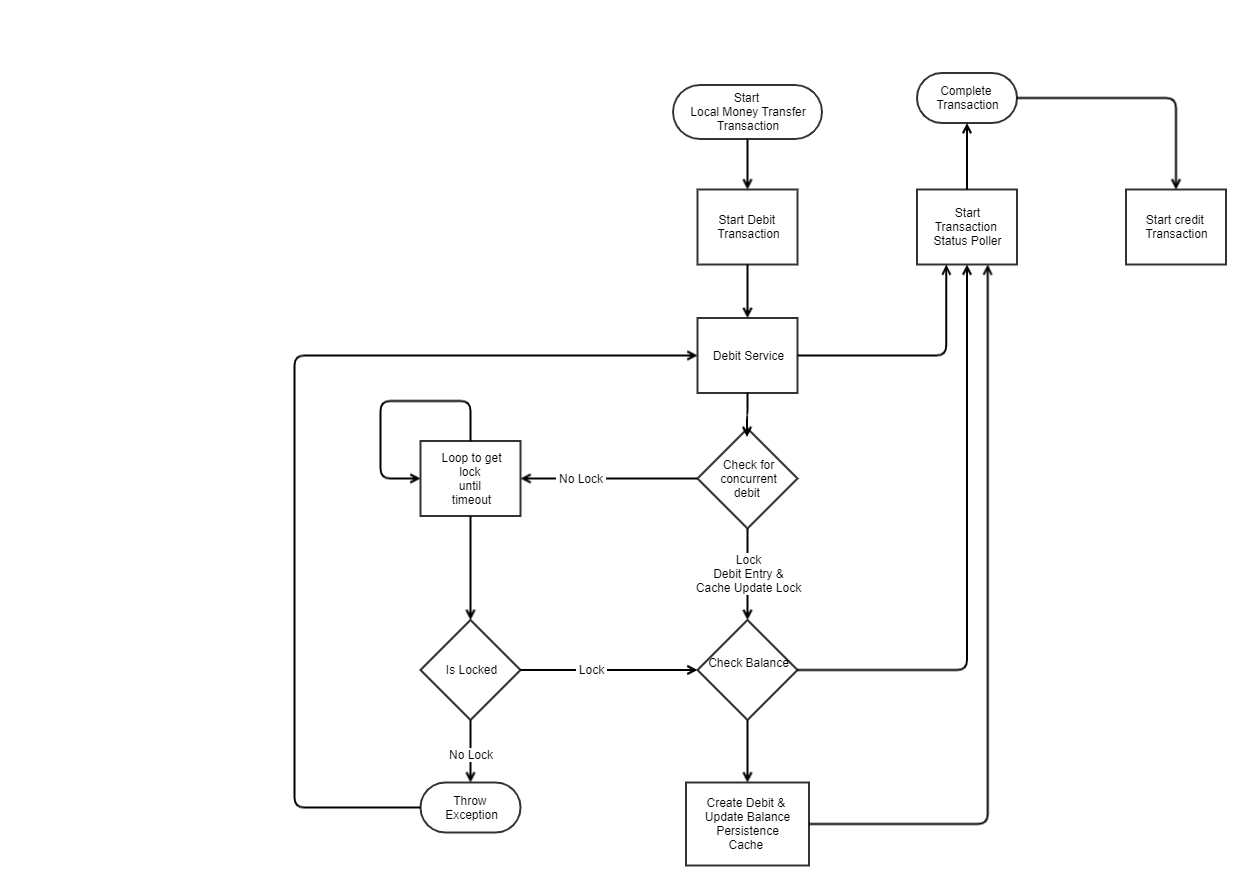 Start
Local Money Transfer
Transaction
Complete
Transaction
Start Debit
Transaction
Start
Transaction
Status Poller
Start credit
Transaction
Debit Service
Loop to get
lock
until
timeout
No Lock
Check for
concurrent
debit
Lock
Debit Entry &
Cache Update Lock
Is Locked
Lock
Check Balance
No Lock
Throw
Exception
Create Debit &
Update Balance
Persistence
Cache